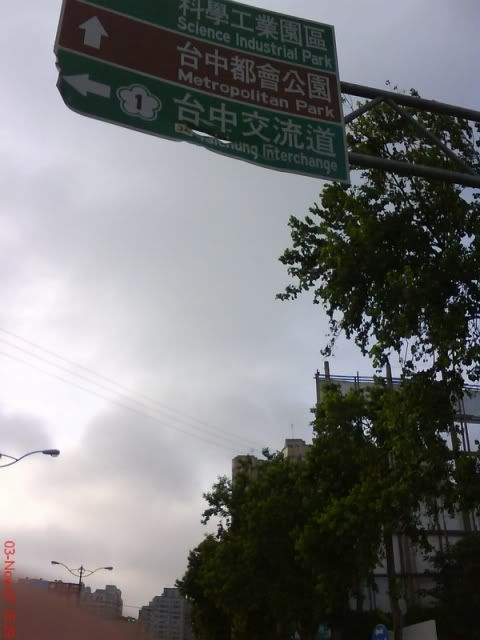 科學工業園區
Science Industrial Park
台中都會公園
Metropolitan Park
1
台中交流道
Taichung Interchange